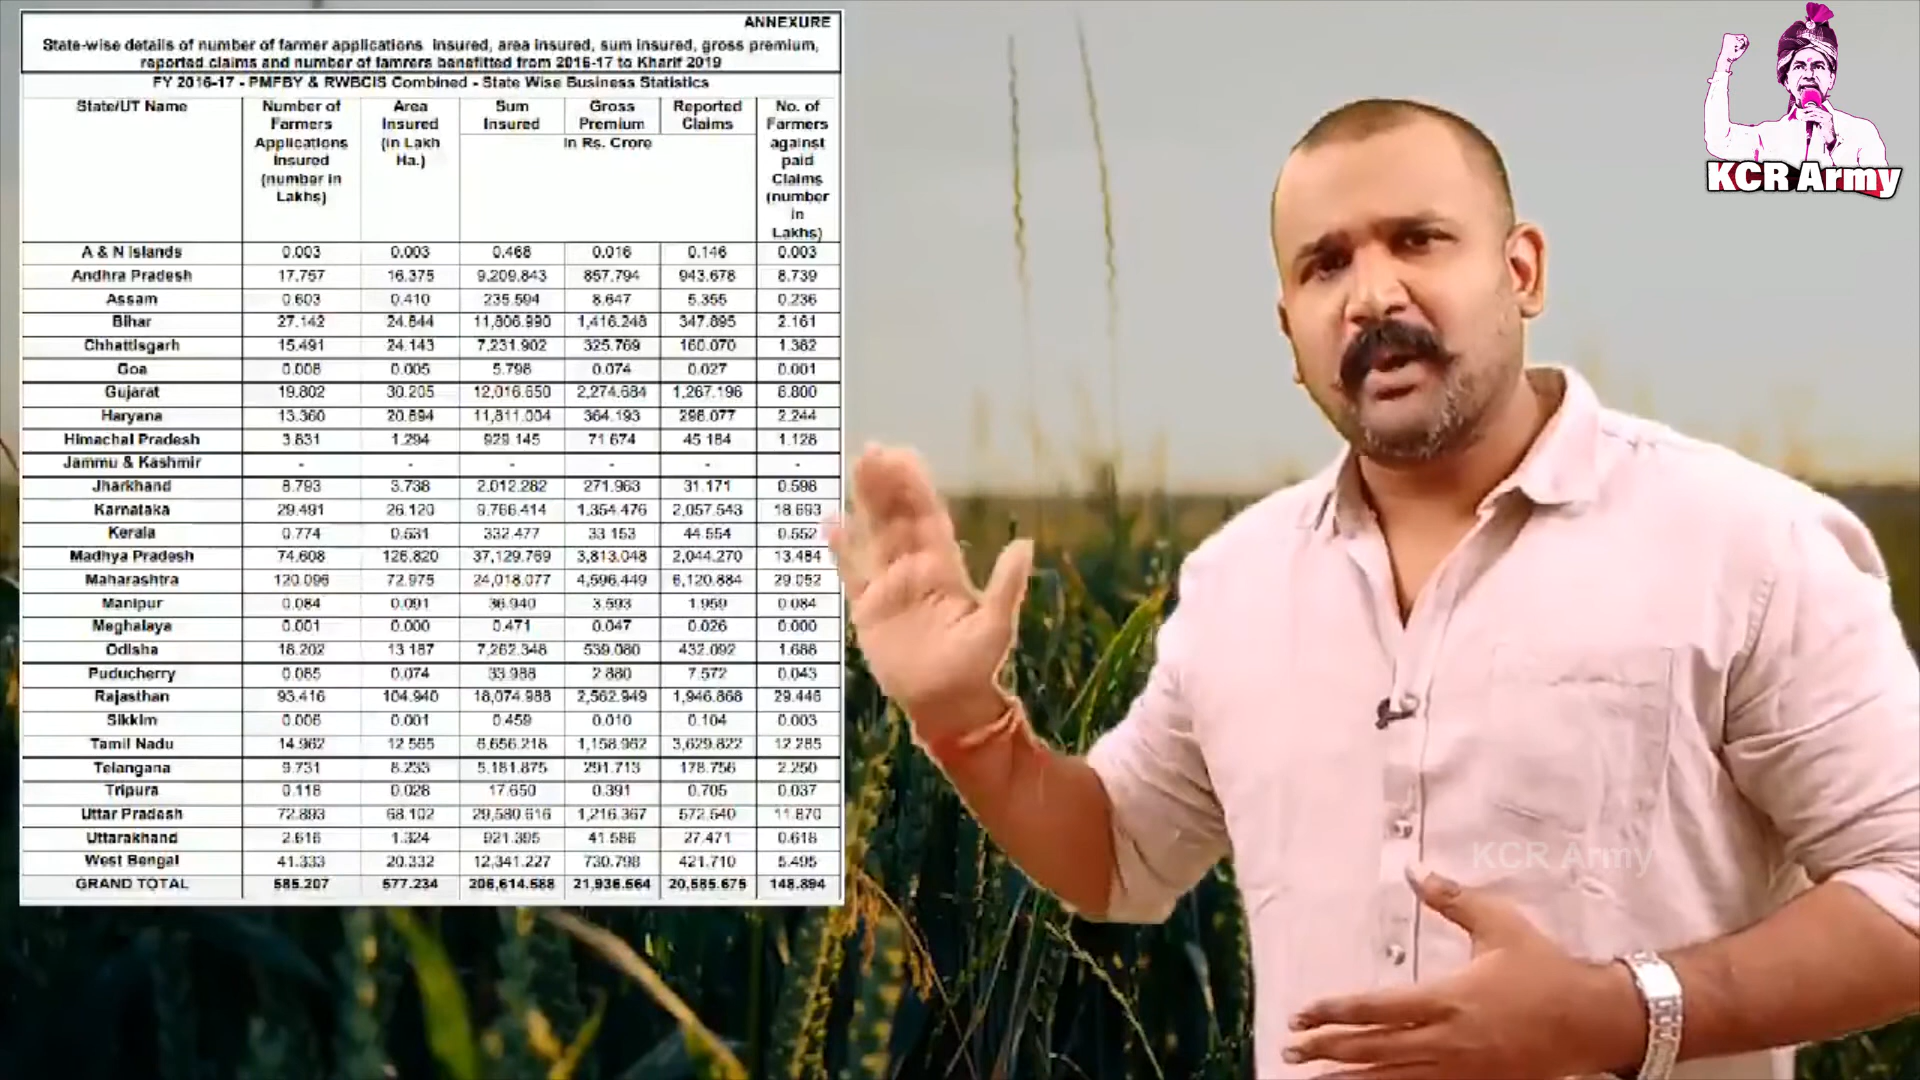 ANNEXURE
State-wise details of number of farmer applications insured, area insured, sum insured, gross premium,
reported claims and number of famrers benefitted from 2016-17 to Kharif 2019
FY 2016-17 - PMFBY & RWBCIS Combined - State Wise Business Statistics
State/UT Name Number of Farmers Applications Insured (number in Lakhs) Area Insured (in Lakh Ha.) Sum Insured Gross Premium Reported Claims No. of Farmers against paid Claims (number in Lakhs)
in Rs. Crore
A & N Islands 0.003 0.003 0.468 0.016 0.146 0.003
Andhra Pradesh 17.757 16.375 9,209.843 857.794 943.678 8.739
Assam 0.603 0.410 235.594 8.647 5.355 0.236
Bihar 27.142 24.844 11,806.990 1,416.248 347.895 2.161
Chhattisgarh 15.491 24.143 7,231.902 325.769 160.070 1.382
Goa 0.008 0.005 5.798 0.074 0.027 0.001
Gujarat 19.802 30.205 12,016.650 2,274.684 1,267.196 6.800
Haryana 13.360 20.894 11,811.004 364.193 298.077 2.244
Himachal Pradesh 3.831 1.294 929.145 71.674 45.184 1.128
Jammu & Kashmir - - - - - -
Jharkhand 8.793 3.738 2,012.282 271.963 31.171 0.598
Karnataka 29.491 26.120 9,766.414 1,354.476 2,057.543 18.693
Kerala 0.774 0.631 332.477 33.153 44.554 0.552
Madhya Pradesh 74.608 126.820 37,129.769 3,813.048 2,044.270 13.484
Maharashtra 120.096 72.975 24,018.077 4,596.449 6,120.884 29.052
Manipur 0.084 0.091 36.940 3.593 1.959 0.084
Meghalaya 0.001 0.000 0.471 0.047 0.026 0.000
Odisha 18.202 13.187 7,262.348 539.080 432.092 1.688
Puducherry 0.085 0.074 33.988 2.880 7.572 0.043
Rajasthan 93.416 104.940 18,074.988 2,562.949 1,946.868 29.446
Sikkim 0.006 0.001 0.459 0.010 0.104 0.003
Tamil Nadu 14.962 12.565 6,656.218 1,158.962 3,629.822 12.285
Telangana 9.731 8.233 5,181.875 291.713 178.756 2.250
Tripura 0.118 0.028 17.650 0.391 0.705 0.037
Uttar Pradesh 72.893 68.102 29,580.616 1,216.367 572.540 11.870
Uttarakhand 2.616 1.324 921.395 41.586 27.471 0.618
West Bengal 41.333 20.332 12,341.227 730.798 421.710 5.495
GRAND TOTAL 585.207 577.234 206,614.588 21,936.564 20,585.675 148.894
KCR Army
KCR Army